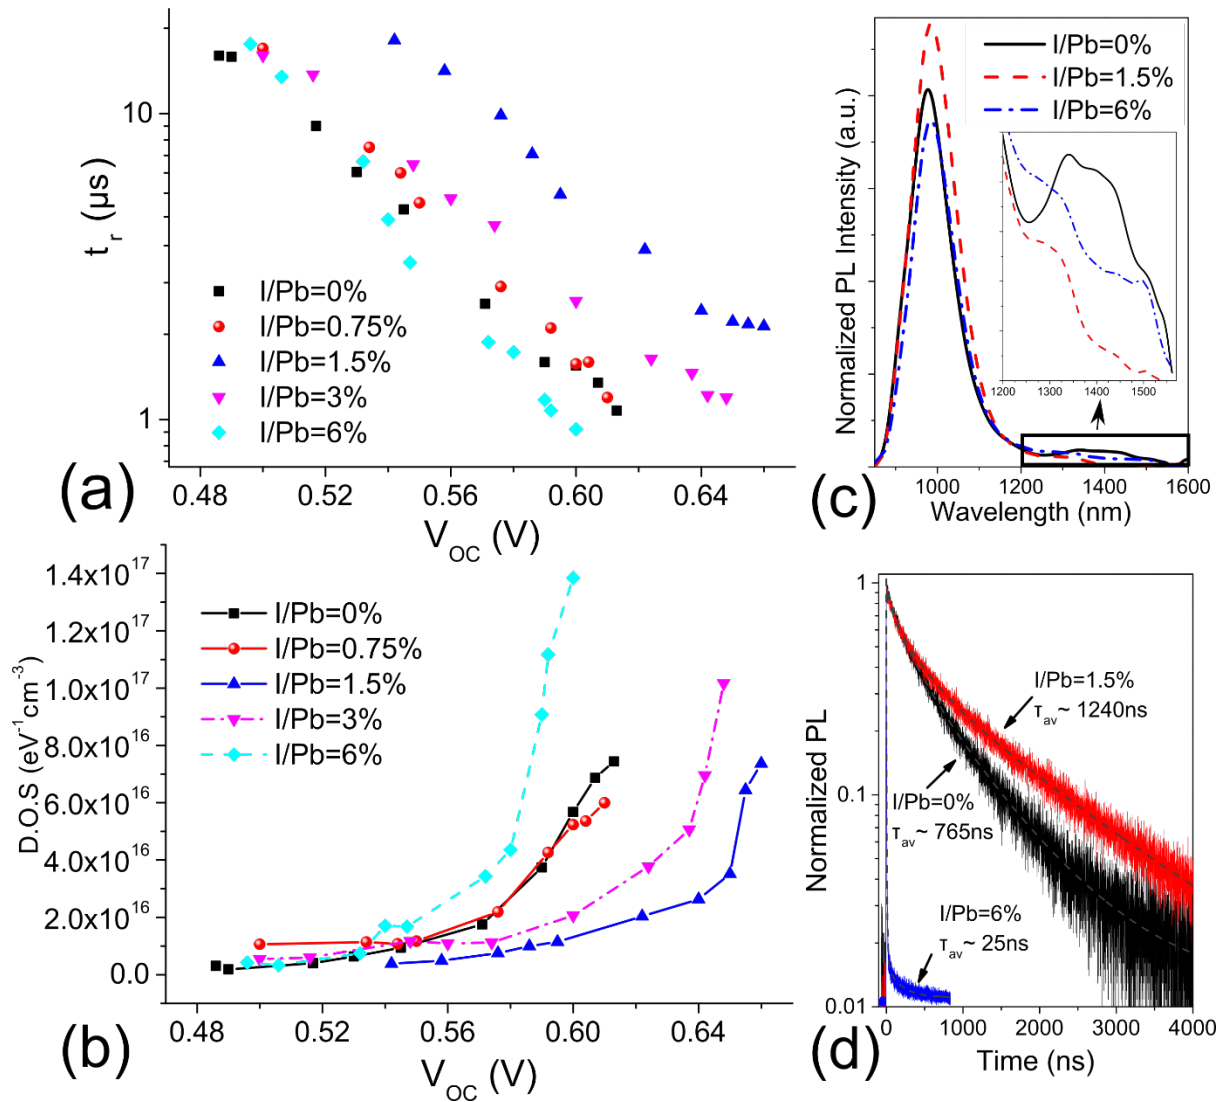 10
1
t_r (µs)
I/Pb=0%
I/Pb=0.75%
I/Pb=1.5%
I/Pb=3%
I/Pb=6%
0.48 0.52 0.56 0.60 0.64
V_OC (V)
(a)
Normalized PL Intensity (a.u.)
I/Pb=0%
I/Pb=1.5%
I/Pb=6%
1200 1300 1400 1500
1000 1200 1400 1600
Wavelength (nm)
(c)
1.4x10^17
1.2x10^17
1.0x10^17
8.0x10^16
6.0x10^16
4.0x10^16
2.0x10^16
0.0
D.O.S (eV^-1cm^-3)
I/Pb=0%
I/Pb=0.75%
I/Pb=1.5%
I/Pb=3%
I/Pb=6%
0.48 0.52 0.56 0.60 0.64
V_OC (V)
(b)
1
0.1
0.01
Normalized PL
I/Pb=1.5%
τ_av~ 1240ns
I/Pb=0%
τ_av~ 765ns
I/Pb=6%
τ_av~ 25ns
0 1000 2000 3000 4000
Time (ns)
(d)